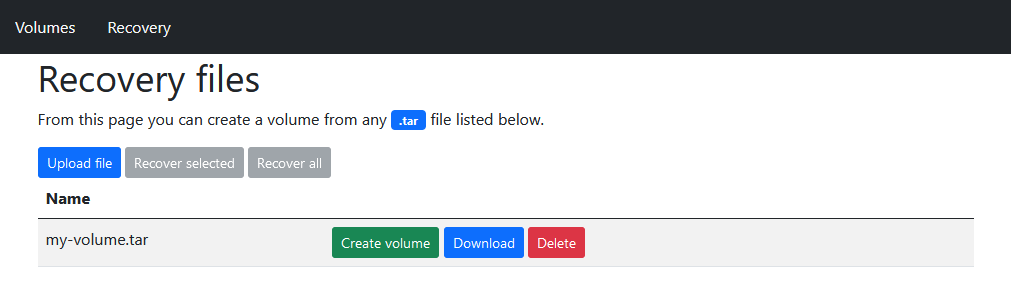 Volumes Recovery
Recovery files
From this page you can create a volume from any .tar file listed below.
Upload file Recover selected Recover all
Name
my-volume.tar Create volume Download Delete